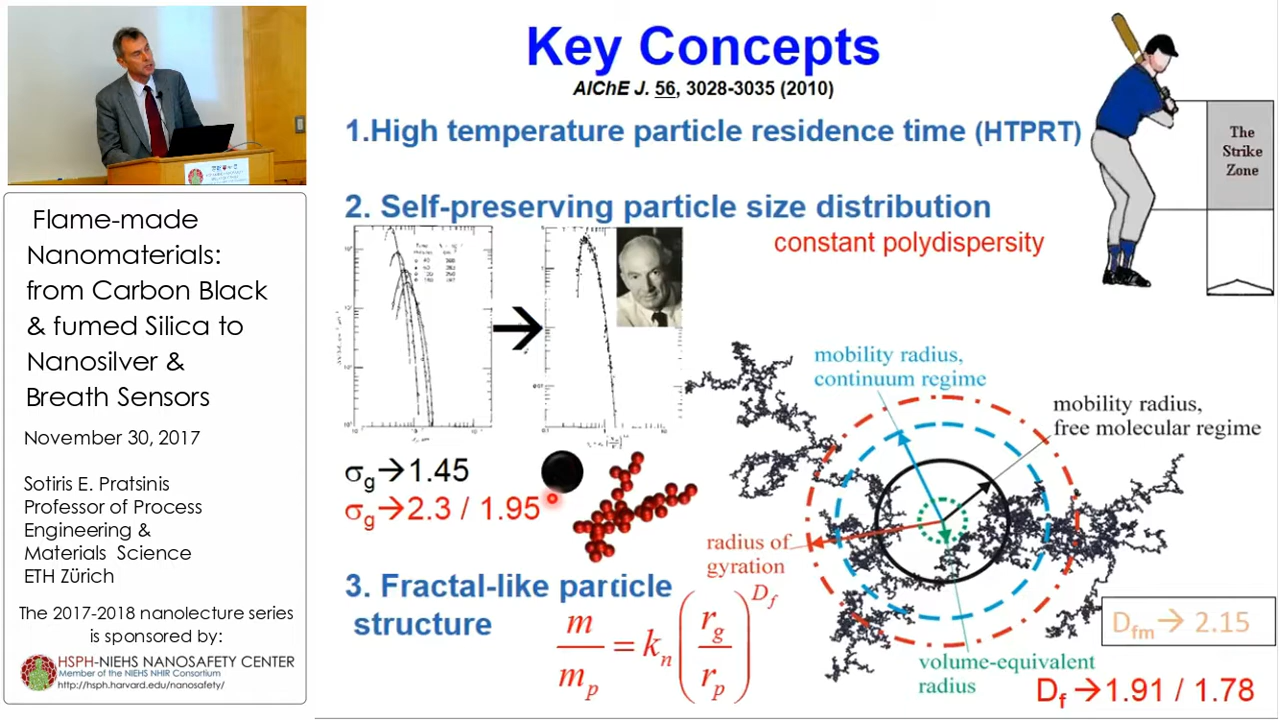 Key Concepts
AIChE J. 56, 3028-3035 (2010)
1.High temperature particle residence time (HTPRT)
The
Strike
Zone
2. Self-preserving particle size distribution
constant polydispersity
σg→1.45
σg→2.3 / 1.95
3. Fractal-like particle
structure
m/mp = kn (rg/rp)^Df
mobility radius,
continuum regime
mobility radius,
free molecular regime
radius of
gyration
volume-equivalent
radius
Dfm→ 2.15
Df →1.91 / 1.78
Flame-made
Nanomaterials:
from Carbon Black
& fumed Silica to
Nanosilver &
Breath Sensors
November 30, 2017
Sotiris E. Pratsinis
Professor of Process
Engineering &
Materials Science
ETH Zürich
The 2017-2018 nanolecture series
is sponsored by:
HSPH-NIEHS NANOSAFETY CENTER
Member of the NIEHS NHIR Consortium
http://hsph.harvard.edu/nanosafety/